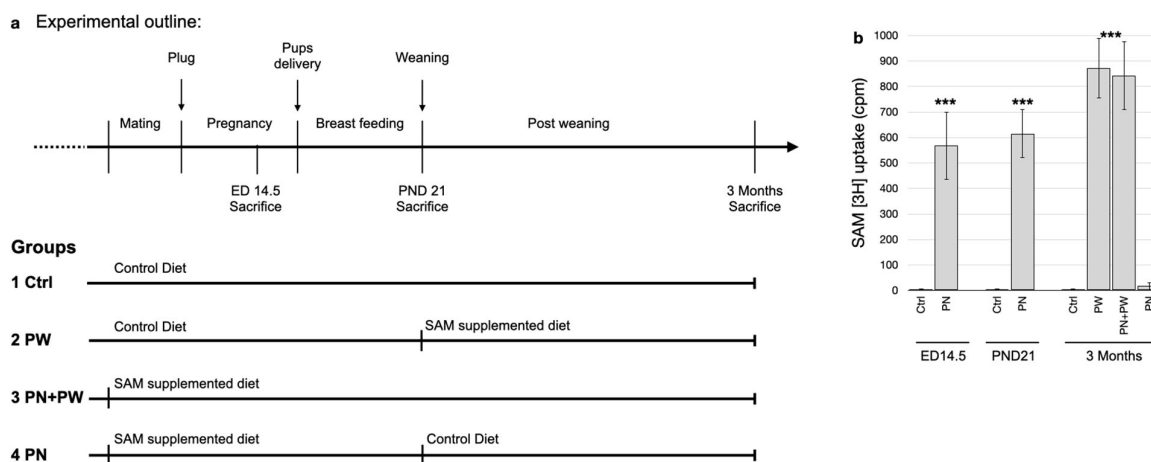 a Experimental outline:
Plug
Pups
delivery
Weaning
Mating
Pregnancy
Breast feeding
Post weaning
ED 14.5
Sacrifice
PND 21
Sacrifice
3 Months
Sacrifice
Groups
1 Ctrl
Control Diet
2 PW
Control Diet
SAM supplemented diet
3 PN+PW
SAM supplemented diet
4 PN
SAM supplemented diet
Control Diet
b
SAM [3H] uptake (cpm)
1000
900
800
700
600
500
400
300
200
100
0
***
***
***
Ctrl
PN
Ctrl
PN
Ctrl
PW
PN+PW
PN
ED14.5
PND21
3 Months